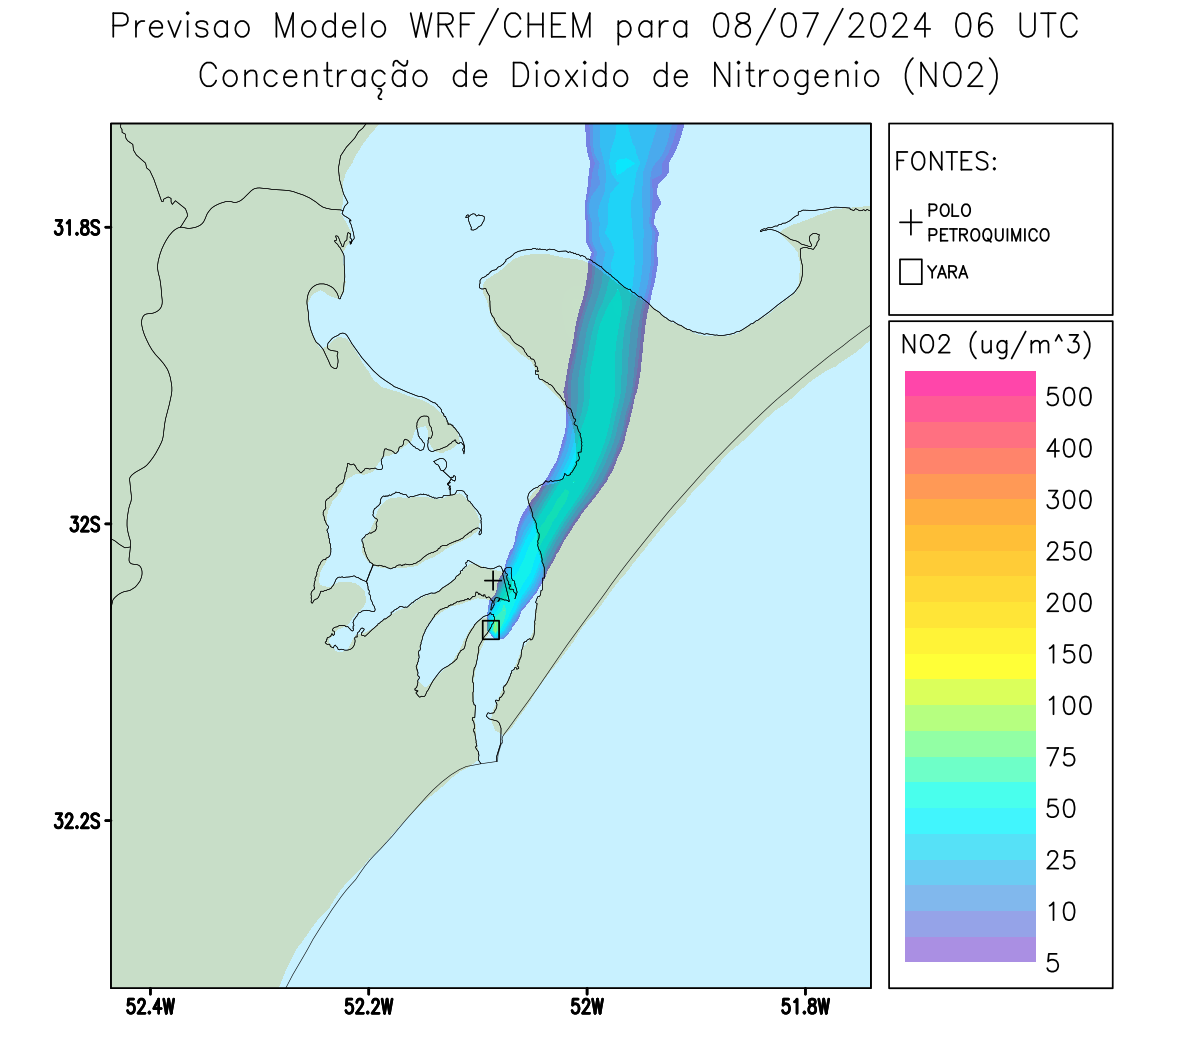 Previsao Modelo WRF/CHEM para 08/07/2024 06 UTC
Concentração de Dioxido de Nitrogenio (NO2)
FONTES:
POLO
PETROQUIMICO
YARA
NO2 (ug/m^3)
500
400
300
250
200
150
100
75
50
25
10
5
31.8S
32S
32.2S
52.4W
52.2W
52W
51.8W